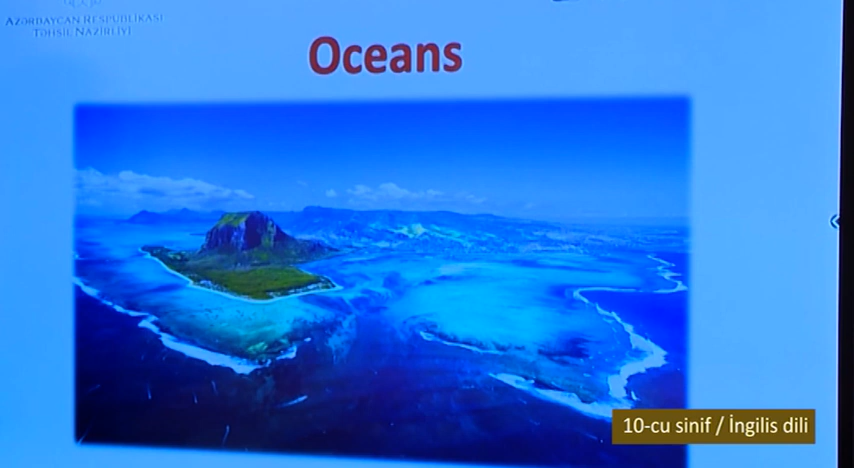 AZƏRBAYCAN RESPUBLİKASI
TƏHSİL NAZİRLİYİ
Oceans
10-cu sinif / İngilis dili